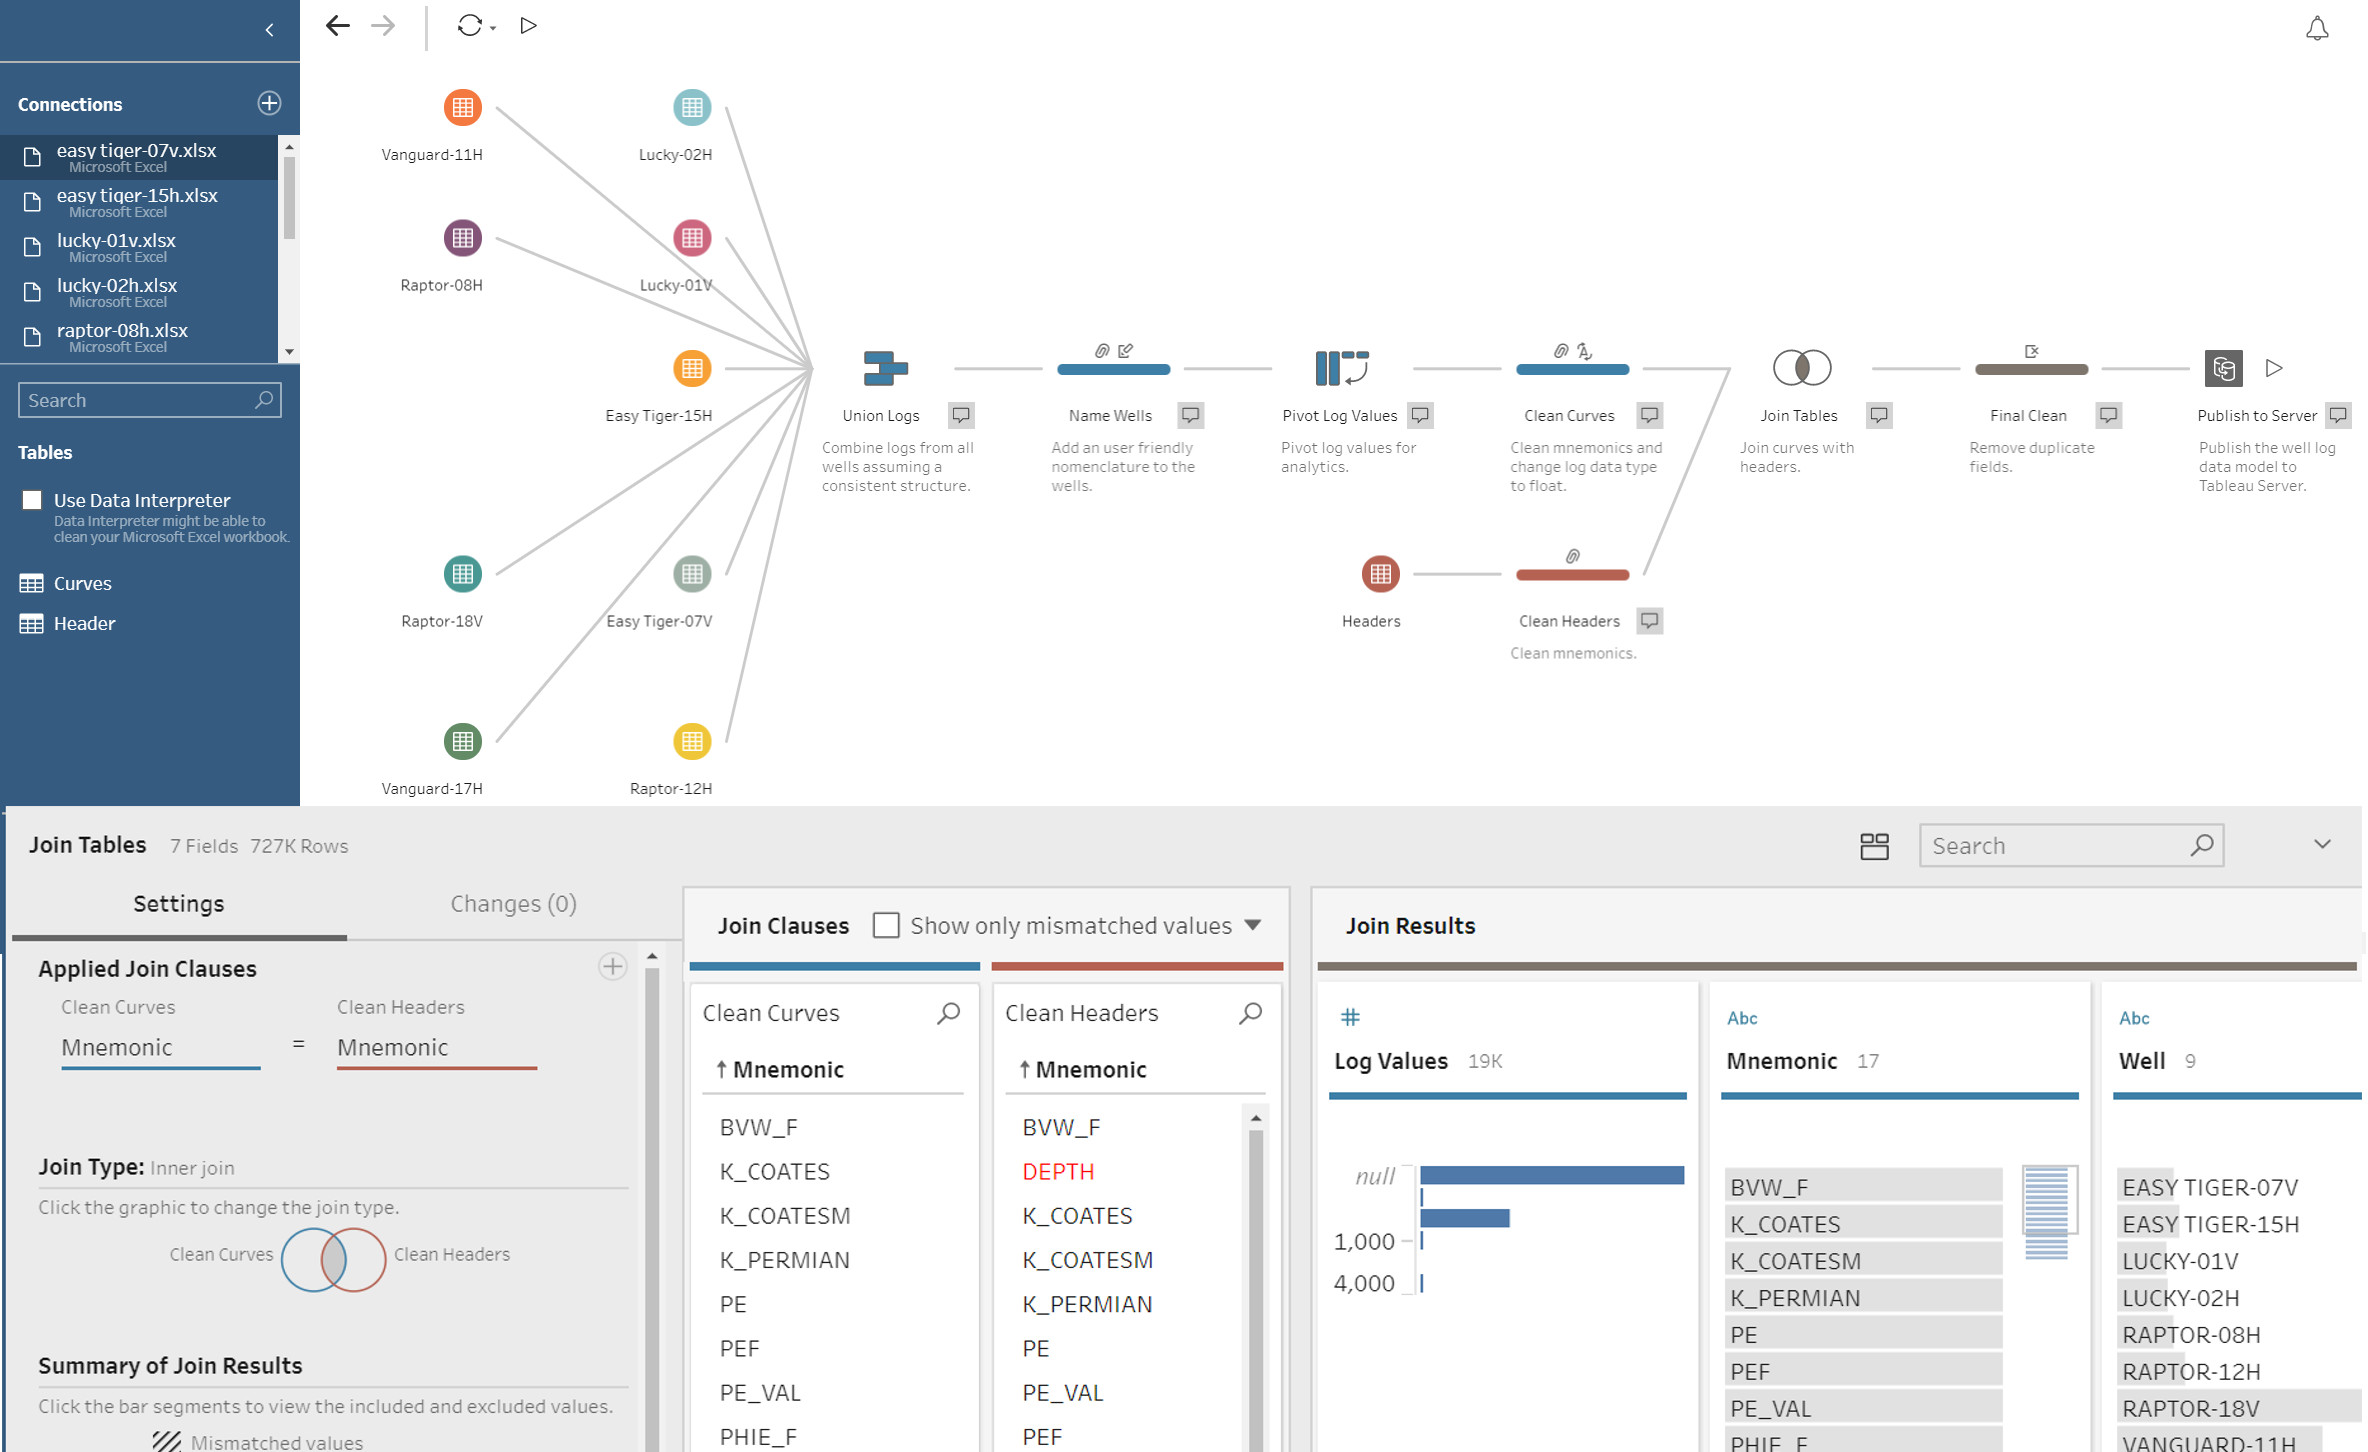 Connections
easy tiger-07v.xlsx
Microsoft Excel
easy tiger-15h.xlsx
Microsoft Excel
lucky-01v.xlsx
Microsoft Excel
lucky-02h.xlsx
Microsoft Excel
raptor-08h.xlsx
Microsoft Excel
Search
Tables
Use Data Interpreter
Data Interpreter might be able to
clean your Microsoft Excel workbook.
Curves
Header
Vanguard-11H
Lucky-02H
Raptor-08H
Lucky-01V
Easy Tiger-15H
Raptor-18V
Easy Tiger-07V
Vanguard-17H
Raptor-12H
Union Logs
Combine logs from all
wells assuming a
consistent structure.
Name Wells
Add an user friendly
nomenclature to the
wells.
Pivot Log Values
Pivot log values for
analytics.
Clean Curves
Clean mnemonics and
change log data type
to float.
Join Tables
Join curves with
headers.
Final Clean
Remove duplicate
fields.
Publish to Server
Publish the well log
data model to
Tableau Server.
Headers
Clean Headers
Clean mnemonics.
Join Tables 7 Fields 727K Rows
Search
Settings
Changes (0)
Applied Join Clauses
Clean Curves
Clean Headers
Mnemonic = Mnemonic
Join Type: Inner join
Click the graphic to change the join type.
Clean Curves
Clean Headers
Summary of Join Results
Click the bar segments to view the included and excluded values.
Mismatched values
Join Clauses
Show only mismatched values
Clean Curves
Mnemonic
BVW_F
K_COATES
K_COATESM
K_PERMIAN
PE
PEF
PE_VAL
PHIE_F
Clean Headers
Mnemonic
BVW_F
DEPTH
K_COATES
K_COATESM
K_PERMIAN
PE
PE_VAL
PEF
Join Results
#
Log Values 19K
null
1,000
4,000
Abc
Mnemonic 17
BVW_F
K_COATES
K_COATESM
K_PERMIAN
PE
PEF
PE_VAL
PHIE_F
Abc
Well 9
EASY TIGER-07V
EASY TIGER-15H
LUCKY-01V
LUCKY-02H
RAPTOR-08H
RAPTOR-12H
RAPTOR-18V
VANGUARD-11H